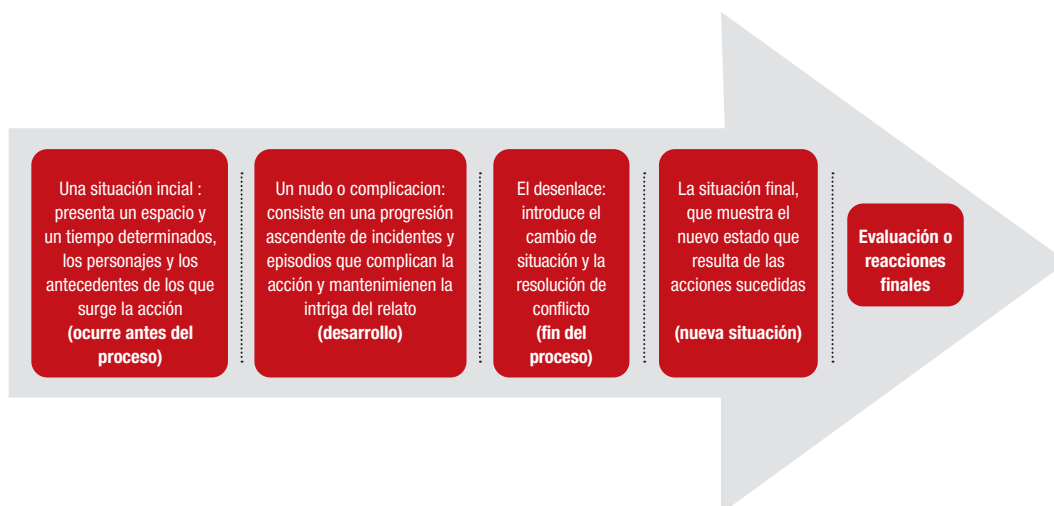 Una situación incial :
presenta un espacio y
un tiempo determinados,
los personajes y los
antecedentes de los que
surge la acción
(ocurre antes del
proceso)
Un nudo o complicacion:
consiste en una progresión
ascendente de incidentes y
episodios que complican la
acción y mantenimienen la
intriga del relato
(desarrollo)
El desenlace:
introduce el
cambio de
situación y la
resolución de
conflicto
(fin del
proceso)
La situación final,
que muestra el
nuevo estado que
resulta de las
acciones sucedidas
(nueva situación)
Evaluación o
reacciones
finales